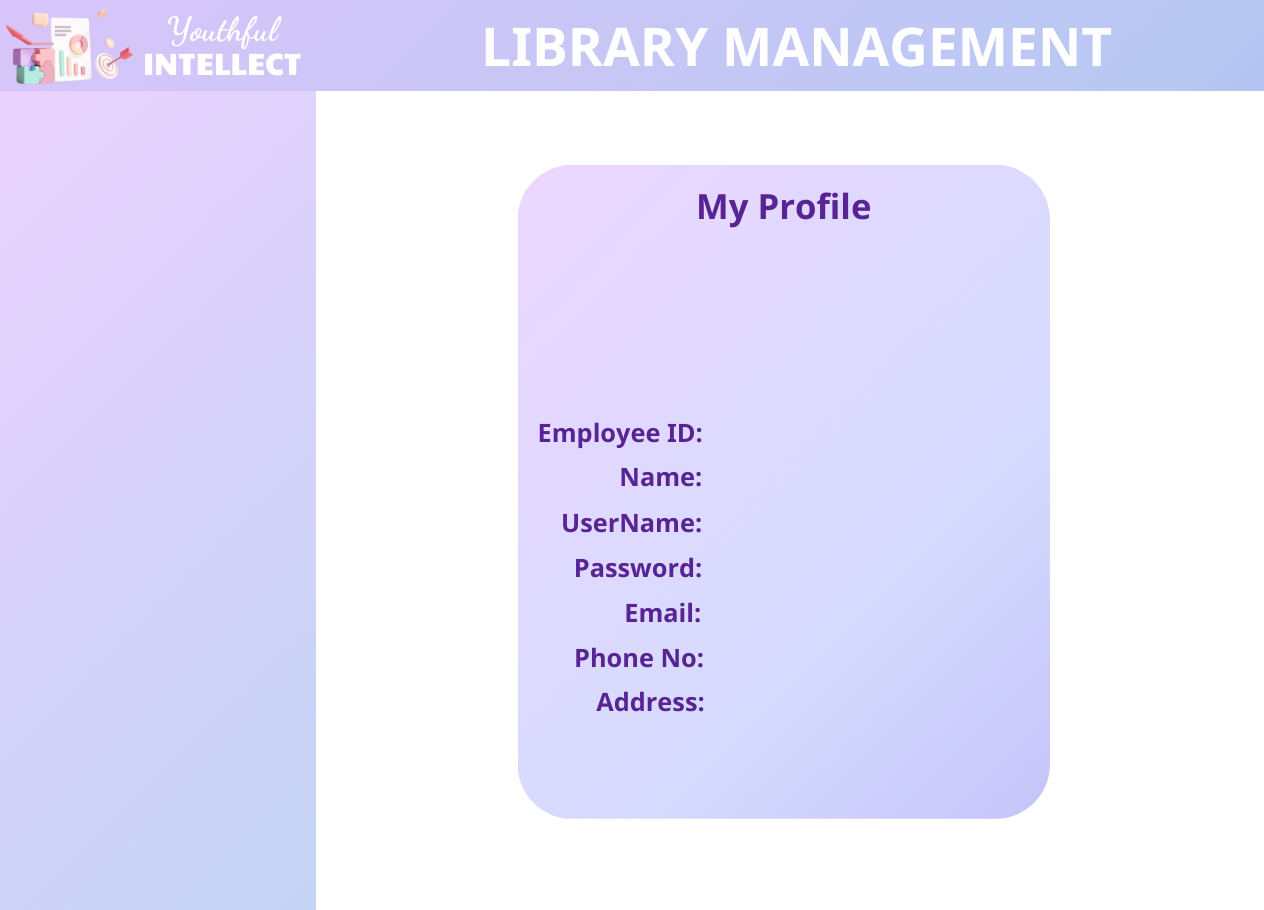 Youthful
INTELLECT
LIBRARY MANAGEMENT
My Profile
Employee ID:
Name:
UserName:
Password:
Email:
Phone No:
Address: